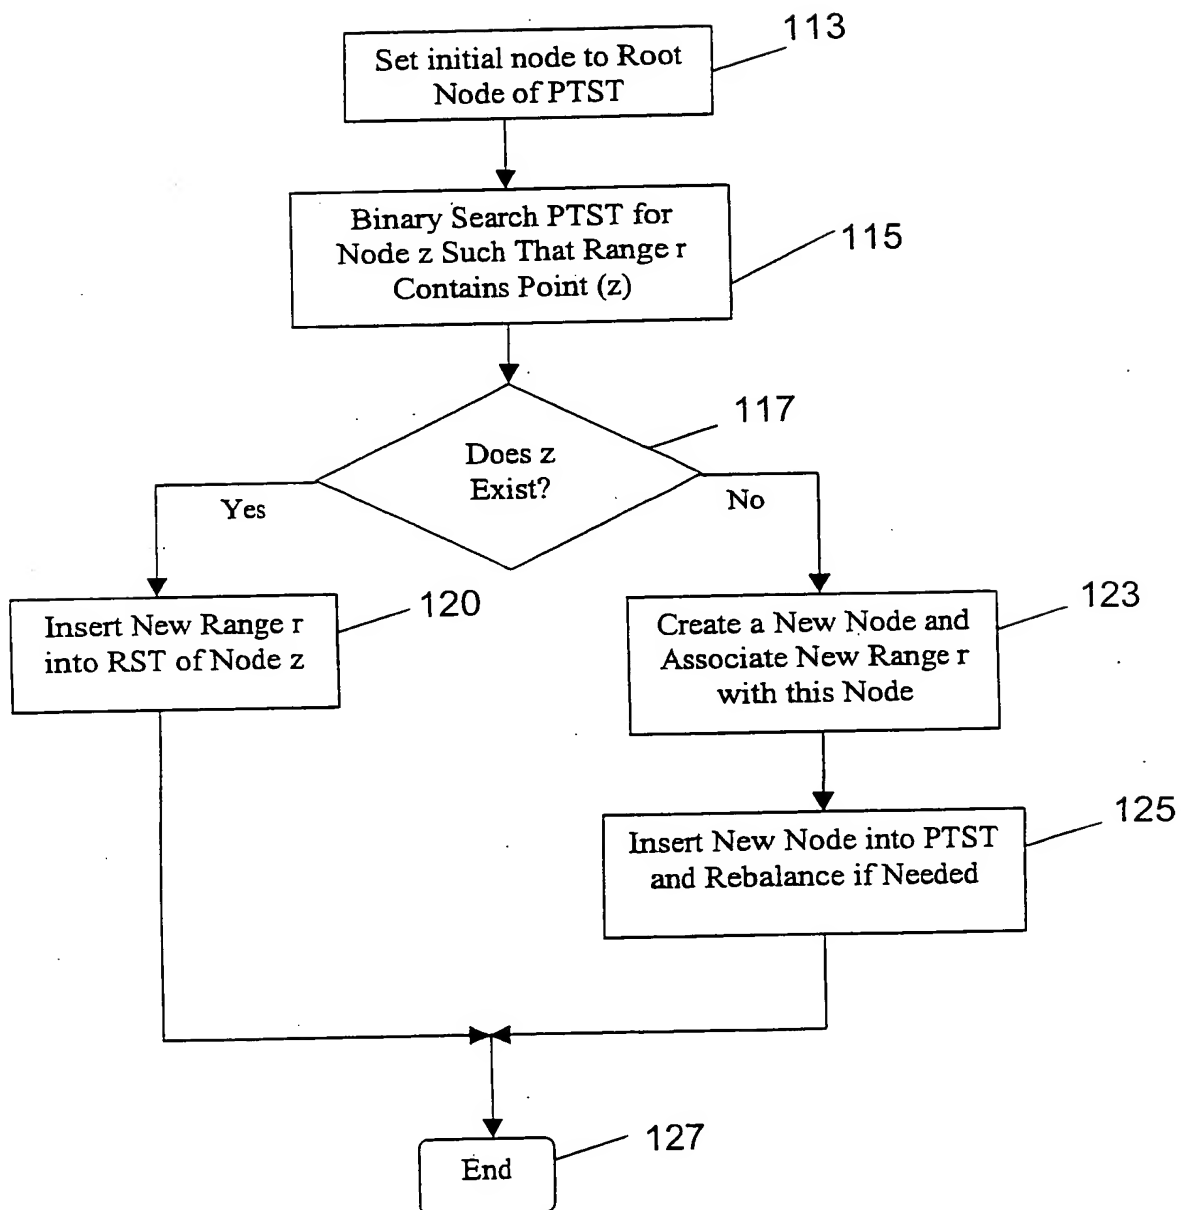 113
Set initial node to Root
Node of PTST
Binary Search PTST for
Node z Such That Range r
Contains Point (z)
115
117
Does z
Exist?
Yes
No
120
Insert New Range r
into RST of Node z
123
Create a New Node and
Associate New Range r
with this Node
125
Insert New Node into PTST
and Rebalance if Needed
127
End